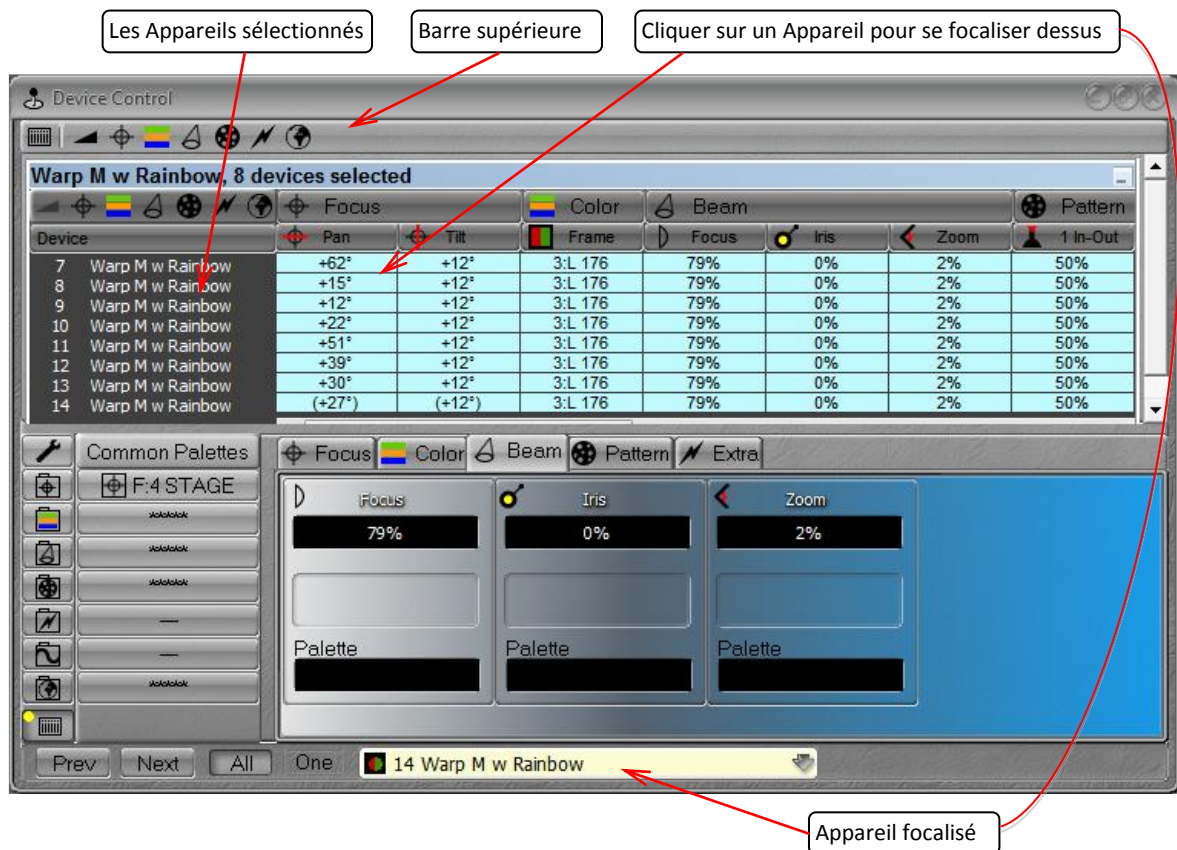 Les Appareils sélectionnés Barre supérieure Cliquer sur un Appareil pour se focaliser dessus
Device Control
Warp M w Rainbow, 8 devices selected
Focus Color Beam Pattern
Device Pan Tilt Frame Focus Iris Zoom 1 In-Out
7 Warp M w Rainbow +62° +12° 3:L 176 79% 0% 2% 50%
8 Warp M w Rainbow +15° +12° 3:L 176 79% 0% 2% 50%
9 Warp M w Rainbow +12° +12° 3:L 176 79% 0% 2% 50%
10 Warp M w Rainbow +22° +12° 3:L 176 79% 0% 2% 50%
11 Warp M w Rainbow +51° +12° 3:L 176 79% 0% 2% 50%
12 Warp M w Rainbow +39° +12° 3:L 176 79% 0% 2% 50%
13 Warp M w Rainbow +30° +12° 3:L 176 79% 0% 2% 50%
14 Warp M w Rainbow (+27°) (+12°) 3:L 176 79% 0% 2% 50%
Common Palettes Focus Color Beam Pattern Extra
F:4 STAGE
Focus Iris Zoom
******
79% 0% 2%
******
******
—
Palette Palette Palette
—
******
Prev Next All One 14 Warp M w Rainbow
Appareil focalisé